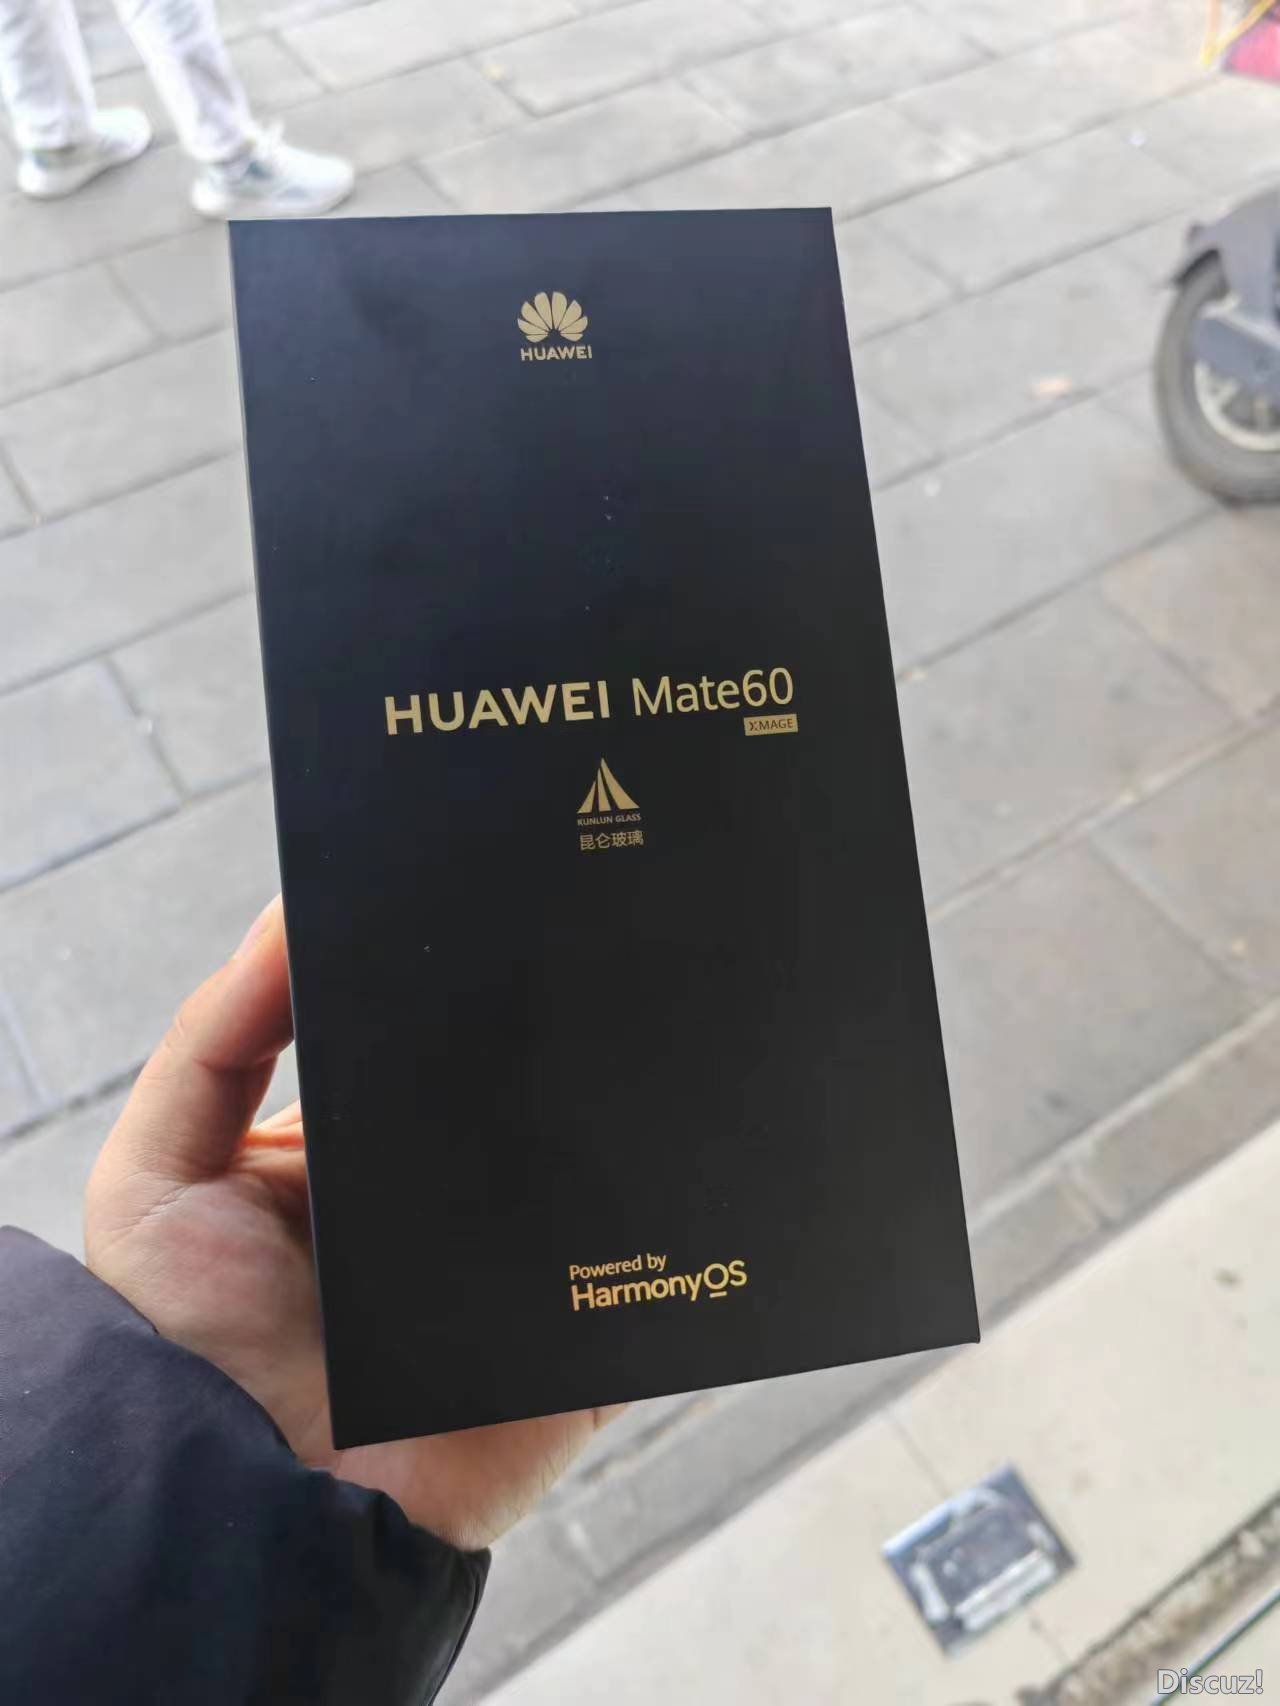 HUAWEI
HUAWEI Mate60
XMAGE
KUNLUN GLASS
昆仑玻璃
Powered by
HarmonyOS
Discuz!